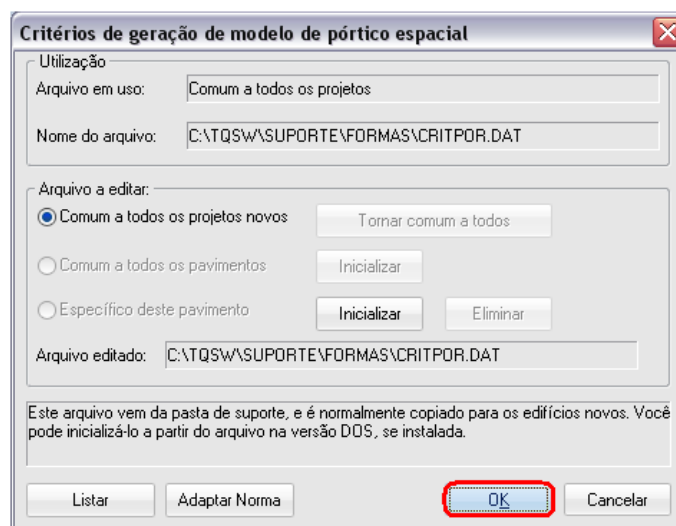 Critérios de geração de modelo de pórtico espacial
Utilização
Arquivo em uso: Comum a todos os projetos
Nome do arquivo: C:\TQSW\SUPORTE\FORMAS\CRITPOR.DAT
Arquivo a editar:
Comum a todos os projetos novos Tornar comum a todos
Comum a todos os pavimentos Inicializar
Específico deste pavimento Inicializar Eliminar
Arquivo editado: C:\TQSW\SUPORTE\FORMAS\CRITPOR.DAT
Este arquivo vem da pasta de suporte, e é normalmente copiado para os edifícios novos. Você
pode inicializá-lo a partir do arquivo na versão DOS, se instalada.
Listar Adaptar Norma OK Cancelar